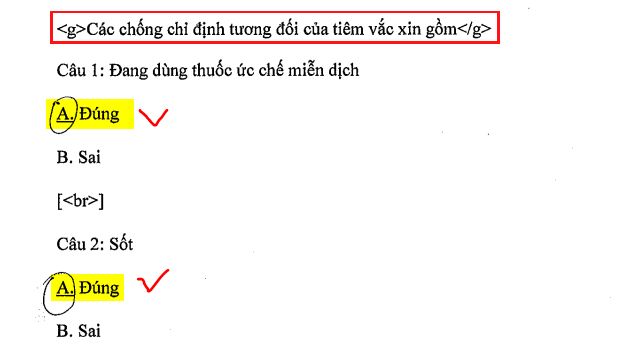 <g>Các chống chỉ định tương đối của tiêm vắc xin gồm</g>
Câu 1: Đang dùng thuốc ức chế miễn dịch
A. Đúng
B. Sai
[<br>]
Câu 2: Sốt
A. Đúng
B. Sai